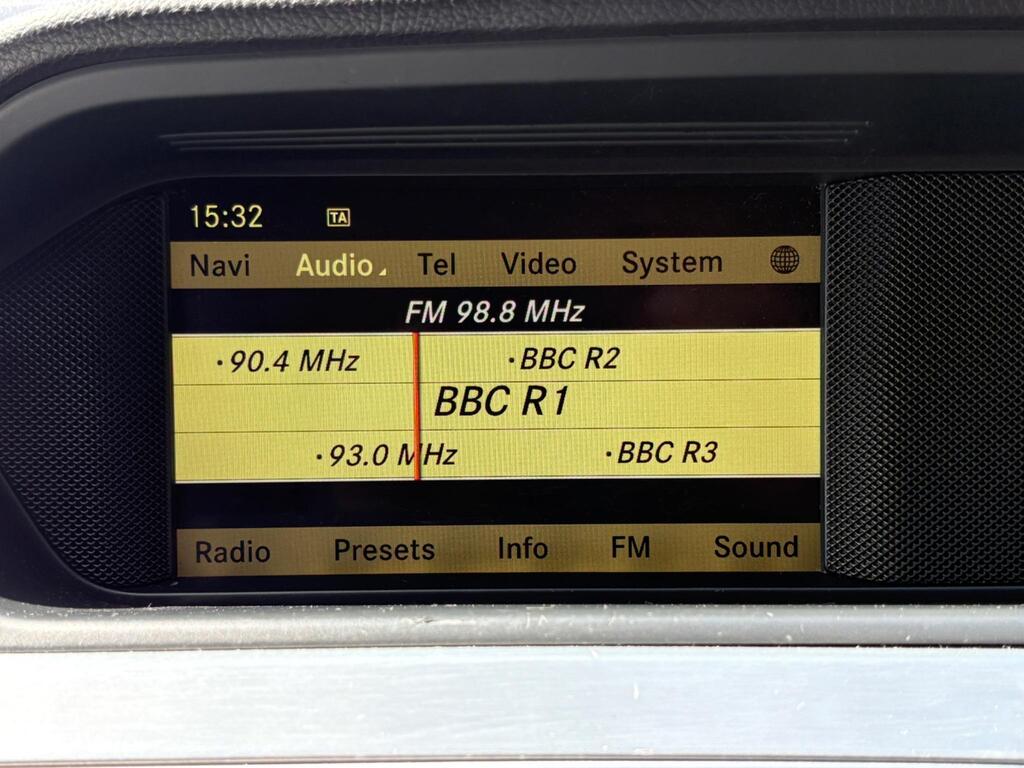 15:32 TA
Navi Audio Tel Video System
FM 98.8 MHz
·90.4 MHz ·BBC R2
BBC R1
·93.0 MHz ·BBC R3
Radio Presets Info FM Sound